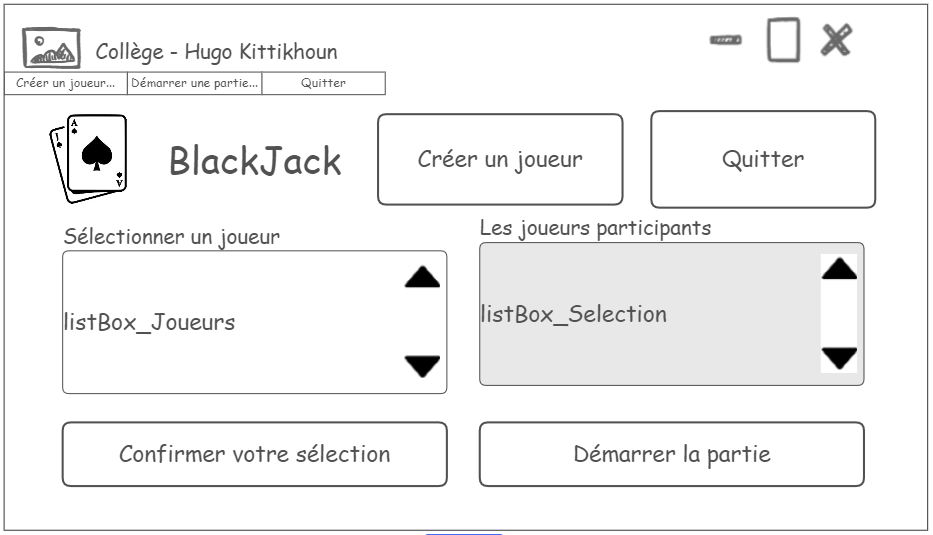 Collège - Hugo Kittikhoun
Créer un joueur... Démarrer une partie... Quitter
A
A
BlackJack
Créer un joueur
Quitter
Sélectionner un joueur
Les joueurs participants
listBox_Joueurs
listBox_Selection
Confirmer votre sélection
Démarrer la partie